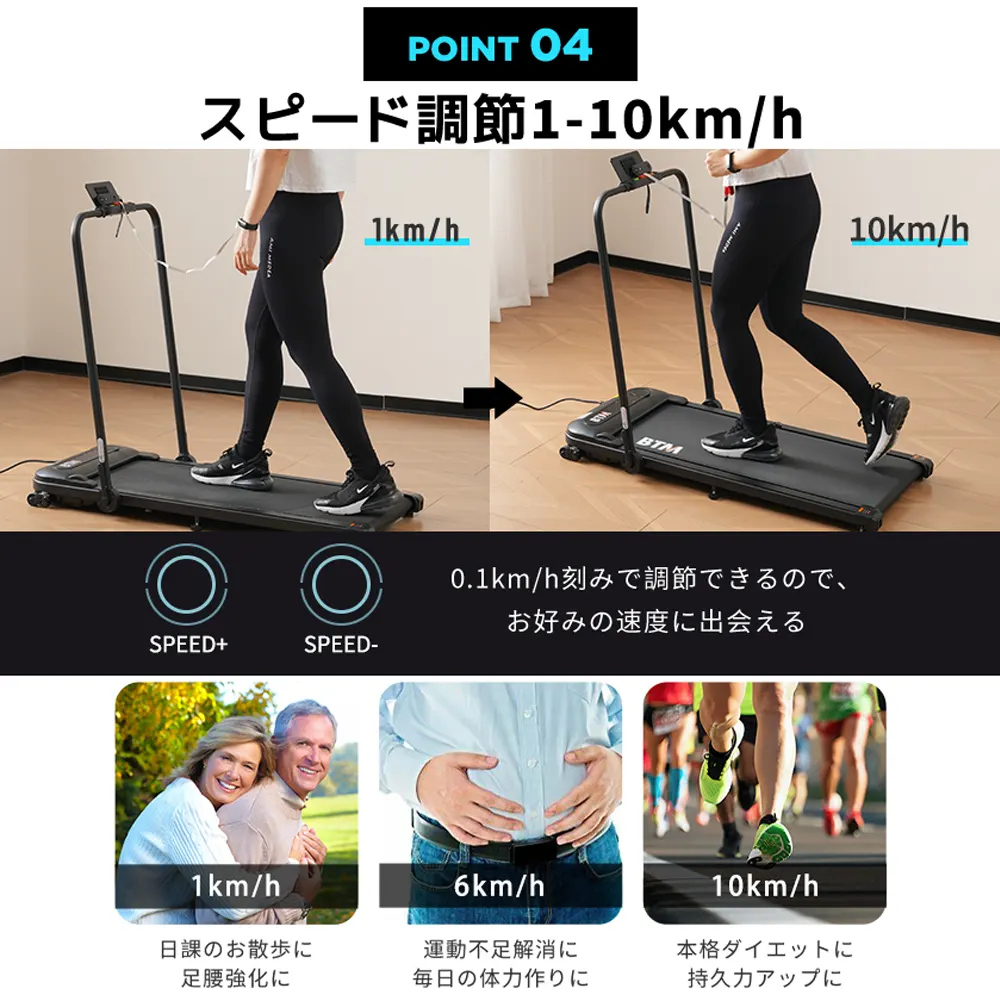 POINT 04
スピード調節1-10km/h
1km/h
10km/h
BTM
BTM
SPEED+
SPEED-
0.1km/h刻みで調節できるので、
お好みの速度に出会える
1km/h
6km/h
10km/h
日課のお散歩に
足腰強化に
運動不足解消に
毎日の体力作りに
本格ダイエットに
持久力アップに